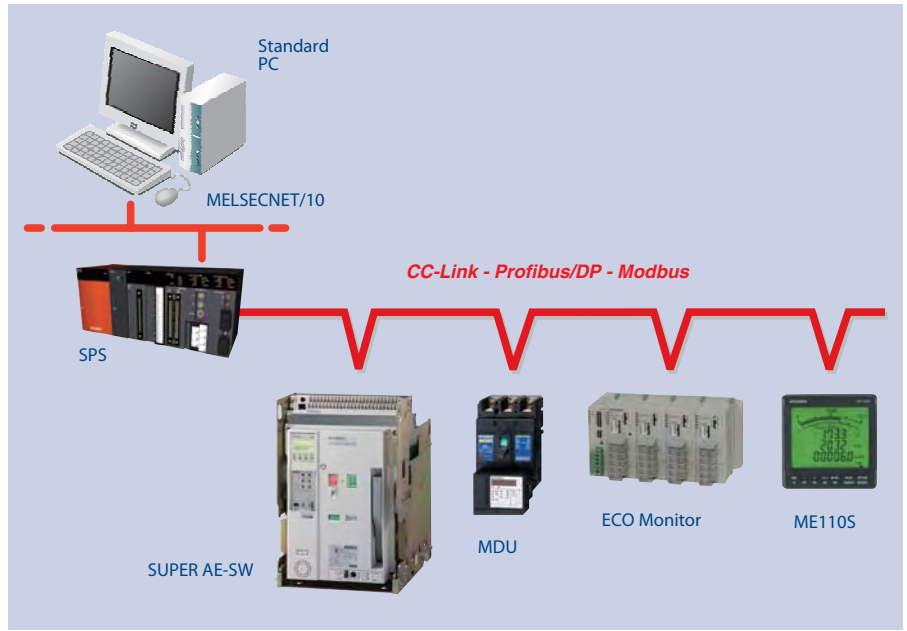 Standard
PC
MELSECNET/10
CC-Link - Profibus/DP - Modbus
SPS
SUPER AE-SW
MDU
ECO Monitor
ME110S